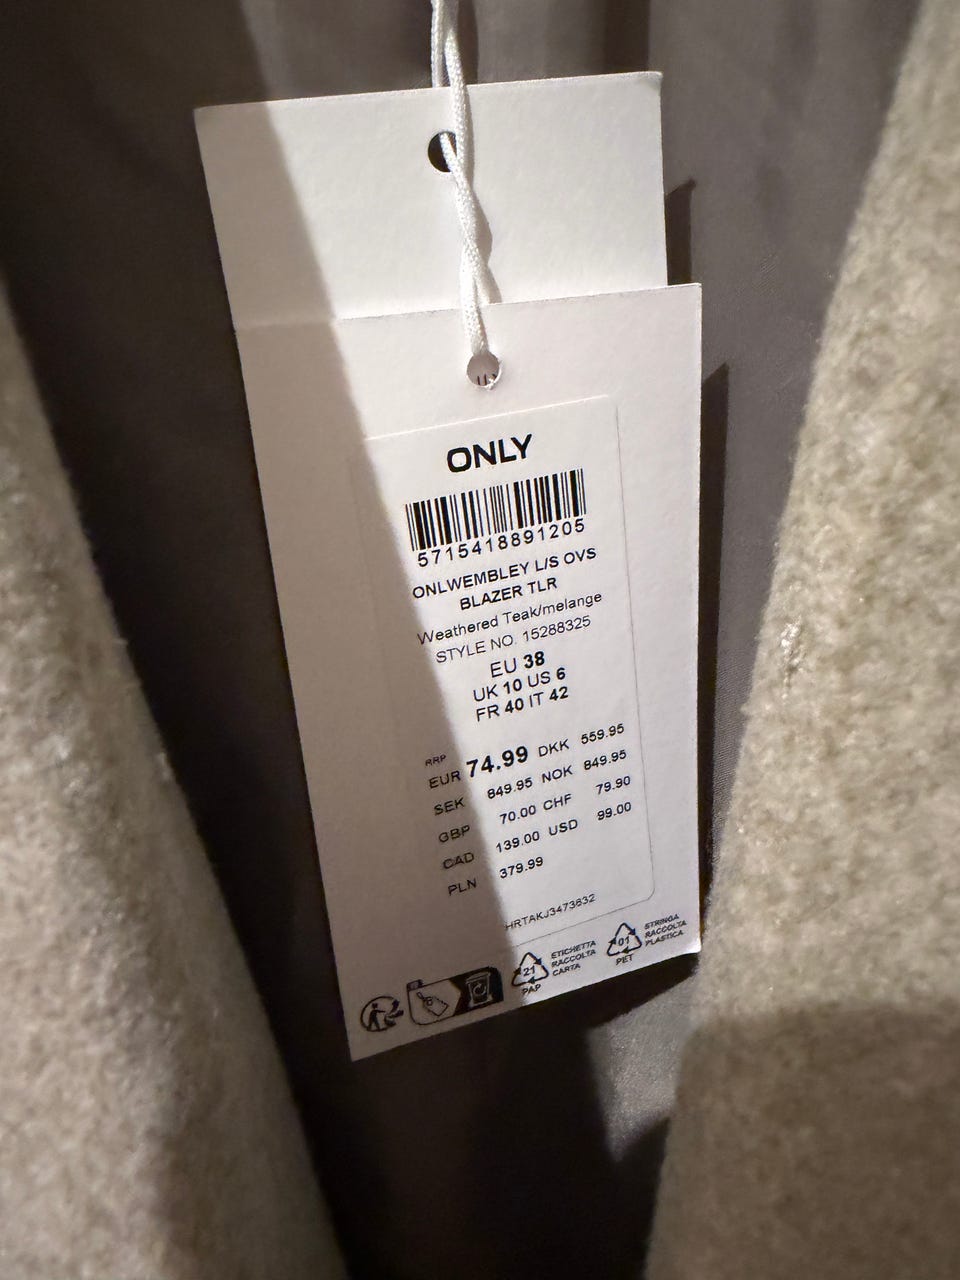 ONLY
5715418891205
ONLWEMBLEY L/S OVS
BLAZER TLR
Weathered Teak/melange
STYLE NO. 15288325
EU 38
UK 10 US 6
FR 40 IT 42
RRP
EUR 74.99 DKK 559.95
SEK 849.95 NOK 849.95
GBP 70.00 CHF 79.90
CAD 139.00 USD 99.00
PLN 379.99
HRTAKJ3473632
ETICHETTA
RACCOLTA
CARTA
21
PAP
STRINGA
RACCOLTA
PLASTICA
01
PET